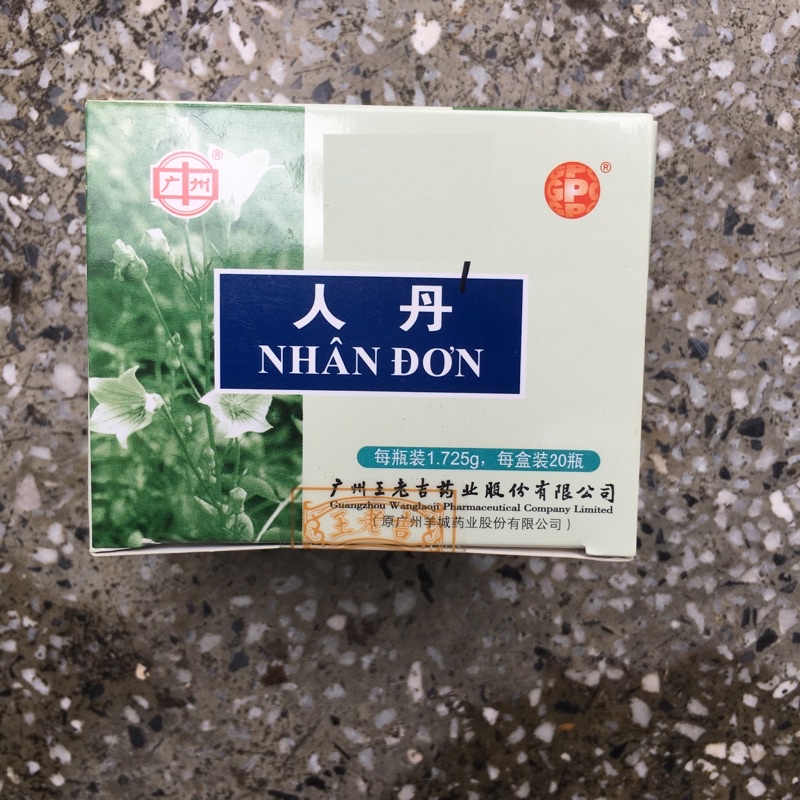 广州
®
GPC
®
人丹
NHÂN ĐƠN
每瓶装1.725g，每盒装20瓶
广州王老吉药业股份有限公司
Guangzhou Wanglaoji Pharmaceutical Company Limited
（原广州羊城药业股份有限公司）
王老吉